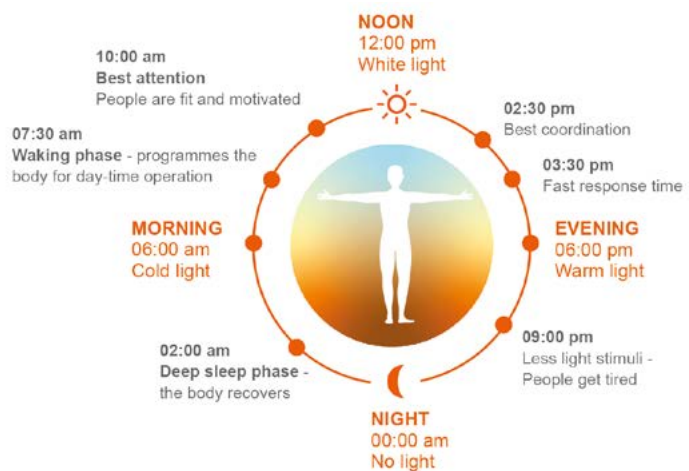 NOON
12:00 pm
White light
10:00 am
Best attention
People are fit and motivated
02:30 pm
Best coordination
07:30 am
Waking phase - programmes the
body for day-time operation
03:30 pm
Fast response time
MORNING
06:00 am
Cold light
EVENING
06:00 pm
Warm light
02:00 am
Deep sleep phase -
the body recovers
09:00 pm
Less light stimuli -
People get tired
NIGHT
00:00 am
No light